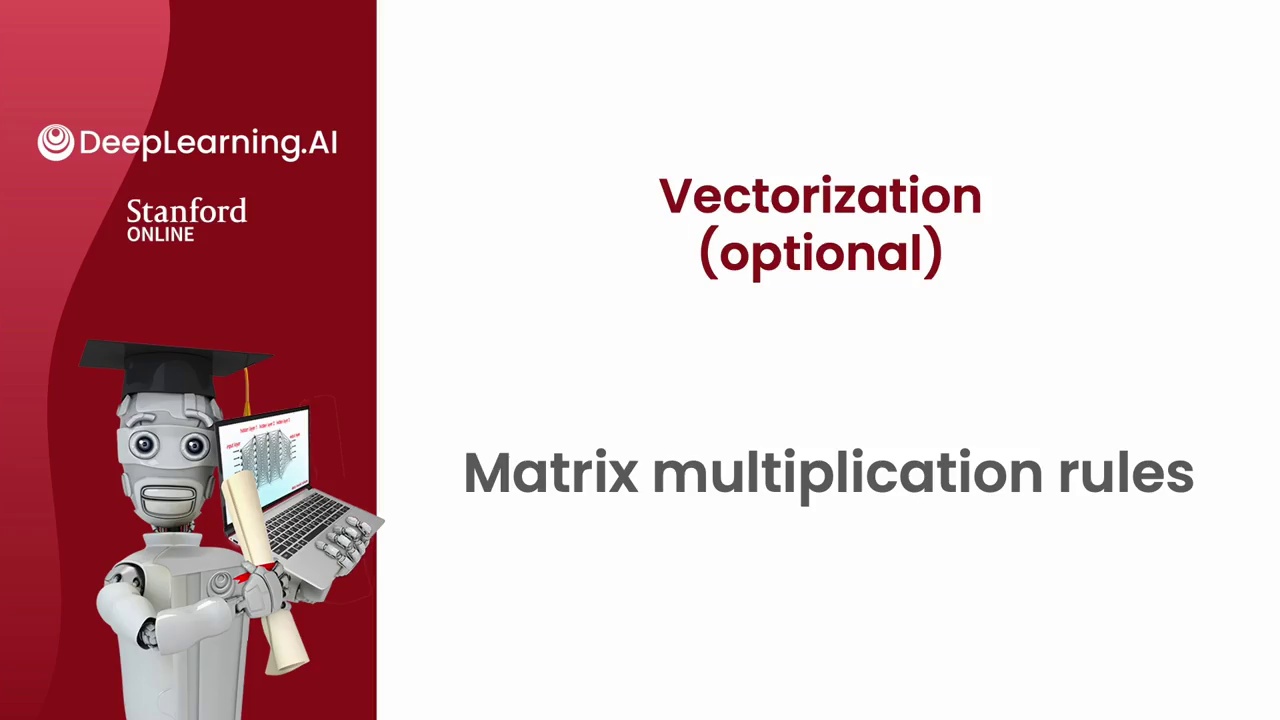 DeepLearning.AI
Stanford
ONLINE
Vectorization
(optional)
Matrix multiplication rules